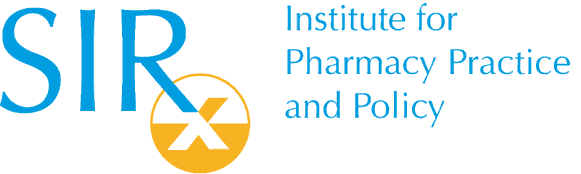 SIRx
Institute for
Pharmacy Practice
and Policy